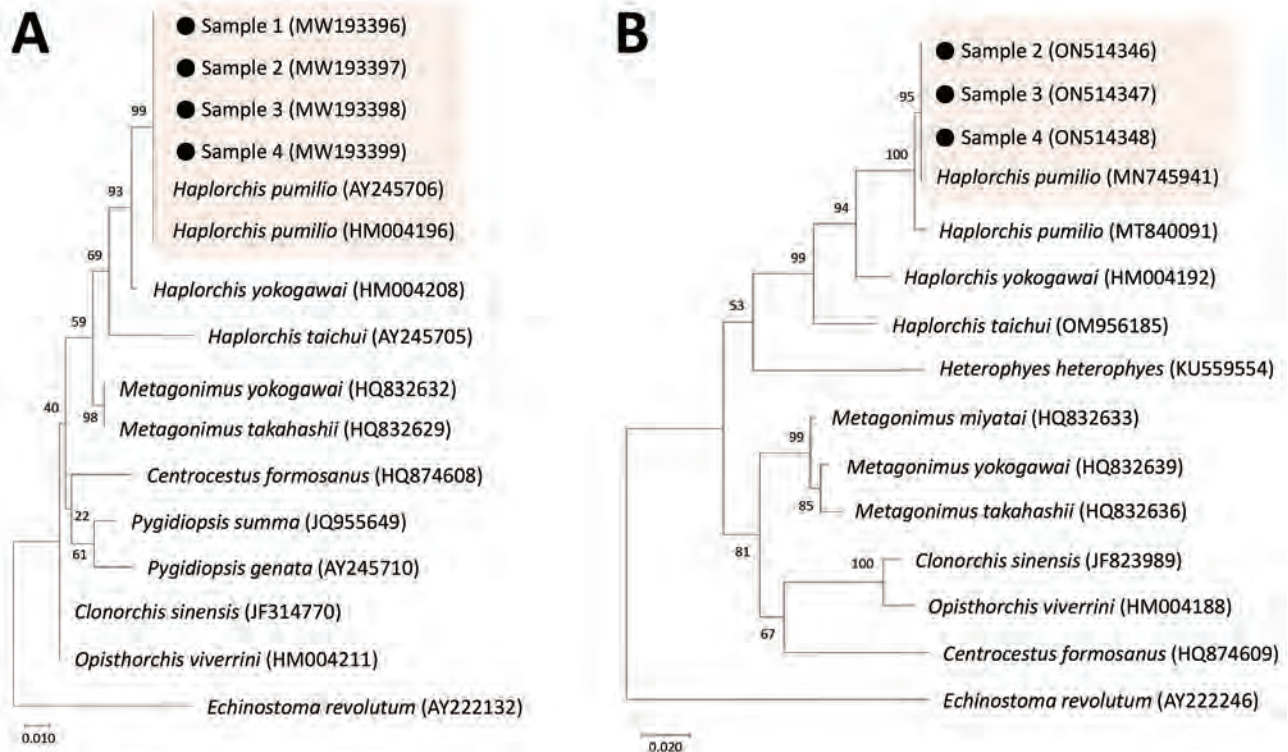 A
Sample 1 (MW193396)
Sample 2 (MW193397)
99
Sample 3 (MW193398)
Sample 4 (MW193399)
93
Haplorchis pumilio (AY245706)
Haplorchis pumilio (HM004196)
69
Haplorchis yokogawai (HM004208)
59
Haplorchis taichui (AY245705)
Metagonimus yokogawai (HQ832632)
40
98
Metagonimus takahashii (HQ832629)
Centrocestus formosanus (HQ874608)
22
Pygidiopsis summa (JQ955649)
61
Pygidiopsis genata (AY245710)
Clonorchis sinensis (JF314770)
Opisthorchis viverrini (HM004211)
Echinostoma revolutum (AY222132)
0.010
B
Sample 2 (ON514346)
95
Sample 3 (ON514347)
Sample 4 (ON514348)
100
Haplorchis pumilio (MN745941)
94
Haplorchis pumilio (MT840091)
99
Haplorchis yokogawai (HM004192)
53
Haplorchis taichui (OM956185)
Heterophyes heterophyes (KU559554)
Metagonimus miyatai (HQ832633)
99
Metagonimus yokogawai (HQ832639)
85
Metagonimus takahashii (HQ832636)
81
Clonorchis sinensis (JF823989)
100
Opisthorchis viverrini (HM004188)
67
Centrocestus formosanus (HQ874609)
Echinostoma revolutum (AY222246)
0.020